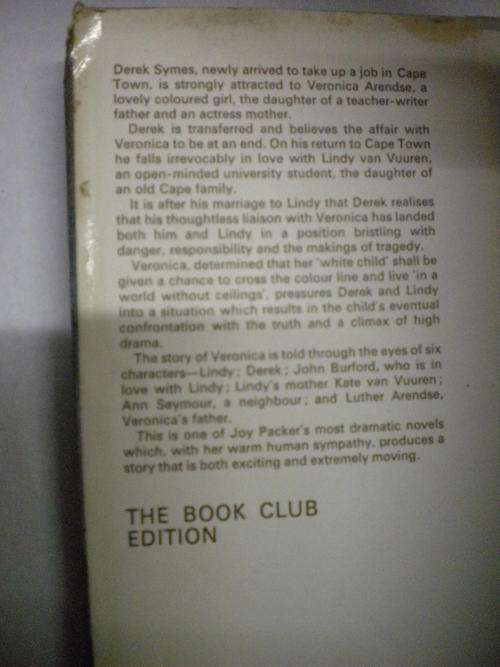 Derek Symes, newly arrived to take up a job in Cape
Town, is strongly attracted to Veronica Arendse, a
lovely coloured girl, the daughter of a teacher-writer
father and an actress mother.
Derek is transferred and believes the affair with
Veronica to be at an end. On his return to Cape Town
he falls irrevocably in love with Lindy van Vuuren,
an open-minded university student, the daughter of
an old Cape family.
It is after his marriage to Lindy that Derek realises
that his thoughtless liaison with Veronica has landed
both him and Lindy in a position bristling with
danger, responsibility and the makings of tragedy.
Veronica, determined that her 'white child' shall be
given a chance to cross the colour line and live 'in a
world without ceilings', pressures Derek and Lindy
into a situation which results in the child's eventual
confrontation with the truth and a climax of high
drama.
The story of Veronica is told through the eyes of six
characters—Lindy; Derek; John Burford, who is in
love with Lindy; Lindy's mother Kate van Vuuren;
Ann Seymour, a neighbour; and Luther Arendse,
Veronica's father.
This is one of Joy Packer's most dramatic novels
which, with her warm human sympathy, produces a
story that is both exciting and extremely moving.
THE BOOK CLUB
EDITION